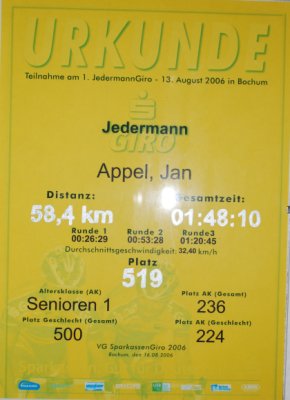 URKUNDE
Teilnahme am 1. JedermannGiro - 13. August 2006 in Bochum
Jedermann
GIRO
Appel, Jan
Distanz: Gesamtzeit:
58,4 km 01:48:10
Runde 1 Runde 2 Runde3
00:26:29 00:53:28 01:20:45
Durchschnittsgeschwindigkeit: 32,40 km/h
Platz
519
Altersklasse (AK) Platz AK (Gesamt)
Senioren 1 236
Platz Geschlecht (Gesamt) Platz AK (Geschlecht)
500 224
VG SparkassenGiro 2006
Bochum, den 16.08.2006
Sparkassen